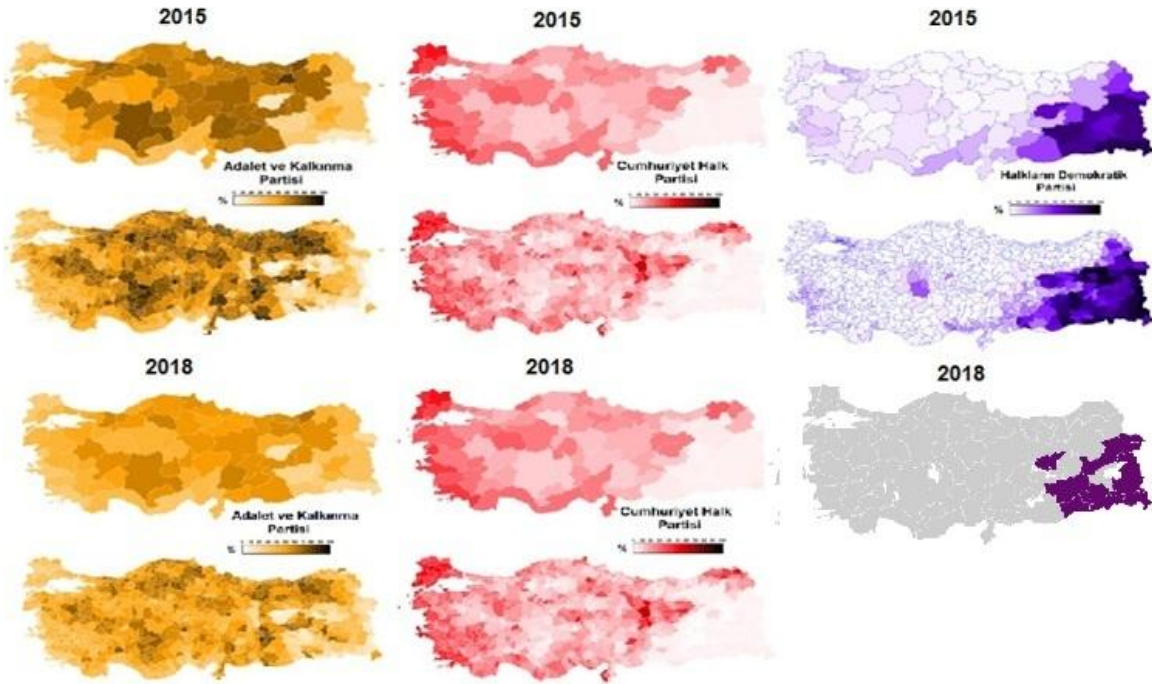 2015
2015
2015
Adalet ve Kalkınma
Partisi
%
Cumhuriyet Halk
Partisi
%
Halkların Demokratik
Partisi
%
2018
2018
2018
Adalet ve Kalkınma
Partisi
%
Cumhuriyet Halk
Partisi
%